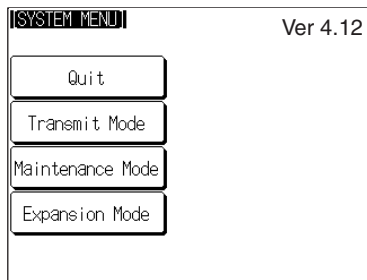 [SYSTEM MENU]
Ver 4.12
Quit
Transmit Mode
Maintenance Mode
Expansion Mode